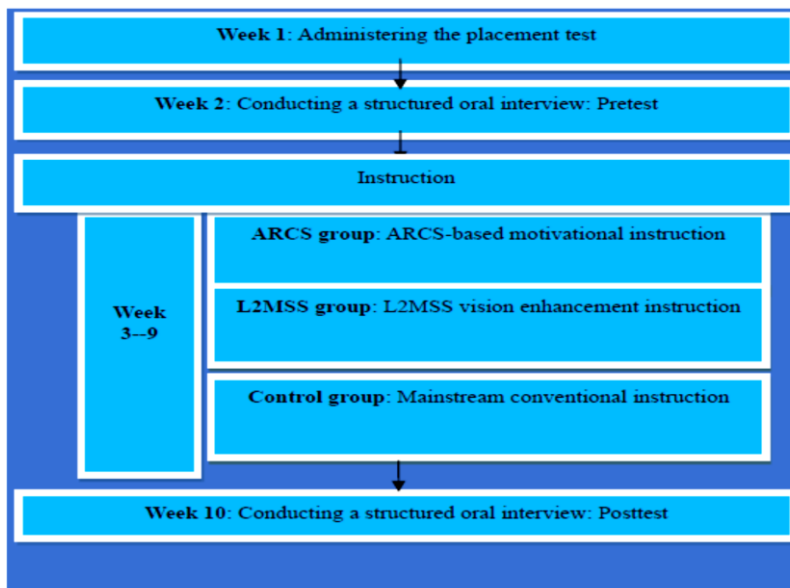 Week 1: Administering the placement test
Week 2: Conducting a structured oral interview: Pretest
Instruction
Week
3--9
ARCS group: ARCS-based motivational instruction
L2MSS group: L2MSS vision enhancement instruction
Control group: Mainstream conventional instruction
Week 10: Conducting a structured oral interview: Posttest